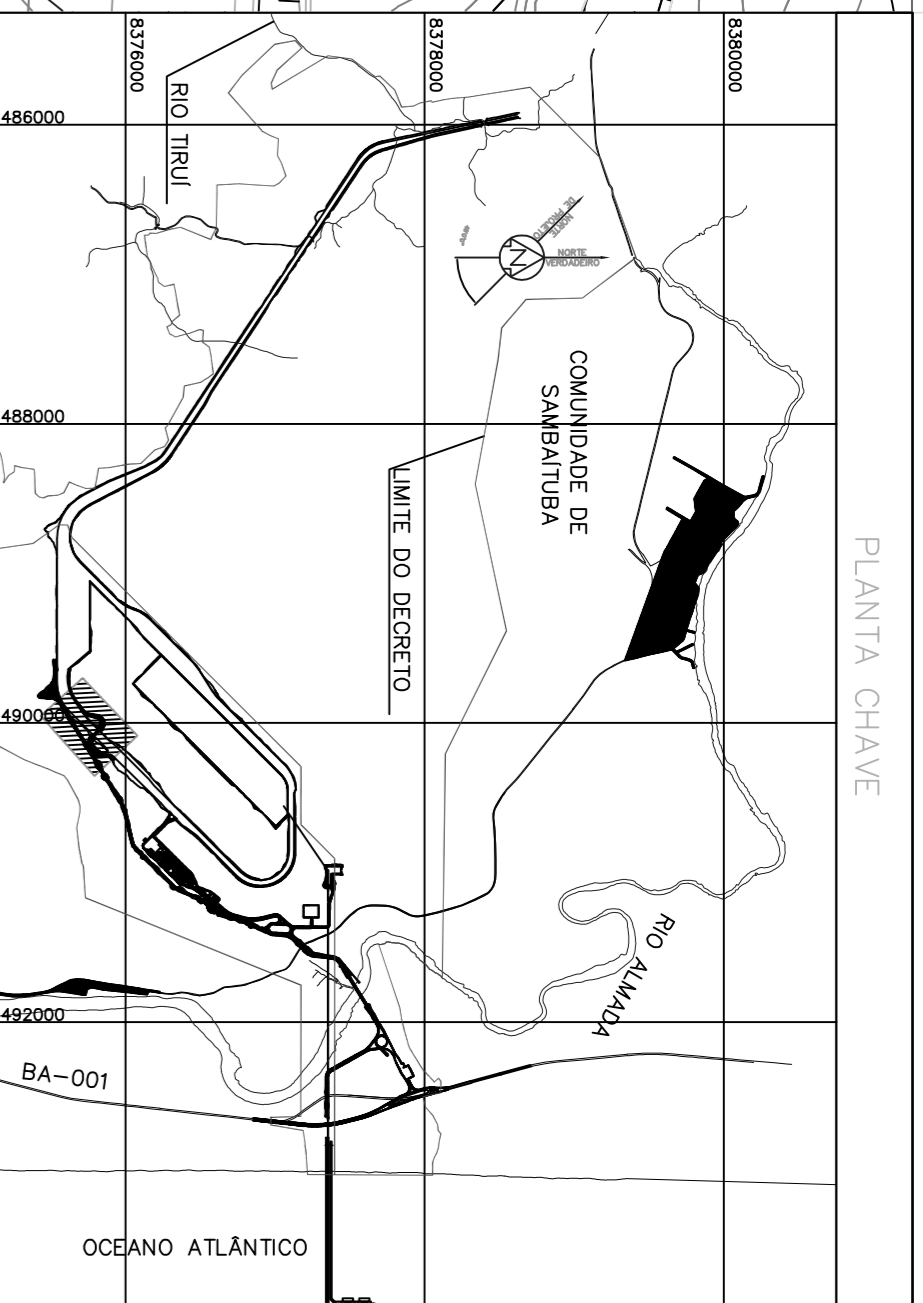 PLANTA CHAVE
8376000
8378000
8380000
486000
488000
490000
492000
RIO TIRUÍ
NORTE
DE PROJETO
NORTE
VERDADEIRO
N
COMUNIDADE DE
SAMBAÍTUBA
LIMITE DO DECRETO
RIO ALMADA
BA-001
OCEANO ATLÂNTICO